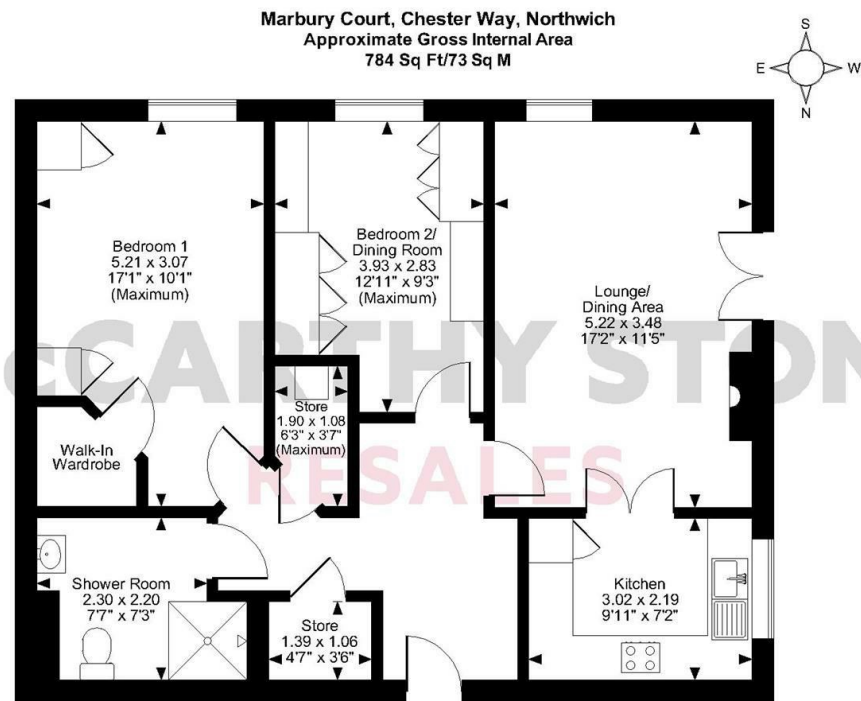 Marbury Court, Chester Way, Northwich
Approximate Gross Internal Area
784 Sq Ft/73 Sq M
S
E W
N
Bedroom 1
5.21 x 3.07
17'1" x 10'1"
(Maximum)
Bedroom 2/
Dining Room
3.93 x 2.83
12'11" x 9'3"
(Maximum)
Lounge/
Dining Area
5.22 x 3.48
17'2" x 11'5"
McCARTHY STON
RESALES
Store
1.90 x 1.08
6'3" x 3'7"
(Maximum)
Walk-In
Wardrobe
Shower Room
2.30 x 2.20
7'7" x 7'3"
Store
1.39 x 1.06
4'7" x 3'6"
Kitchen
3.02 x 2.19
9'11" x 7'2"